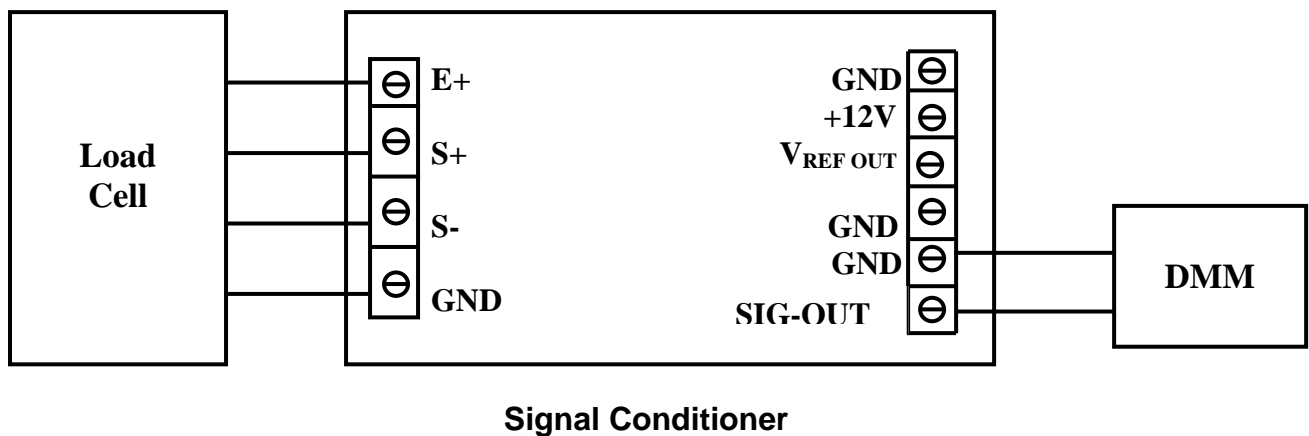 Load
Cell
E+
S+
S-
GND
GND
+12V
VREF OUT
GND
GND
SIG-OUT
DMM
Signal Conditioner